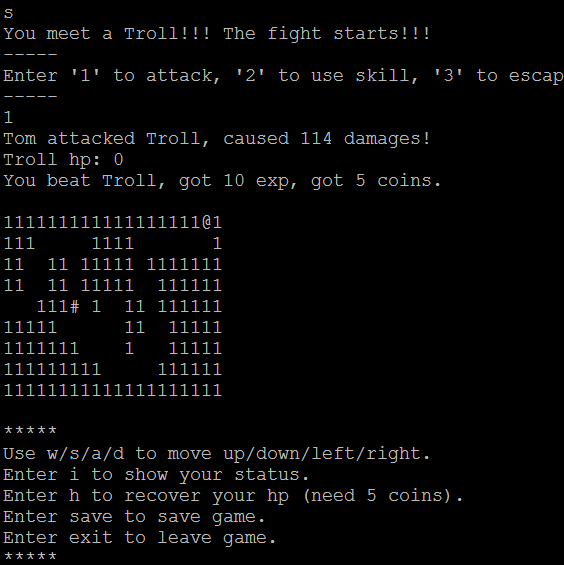 s
You meet a Troll!!! The fight starts!!!
-----
Enter '1' to attack, '2' to use skill, '3' to escap
-----
1
Tom attacked Troll, caused 114 damages!
Troll hp: 0
You beat Troll, got 10 exp, got 5 coins.
111111111111111111@1
111     1111       1
11  11 11111 1111111
11  11 11111  111111
   111# 1  11 111111
11111      11  11111
1111111    1   11111
111111111     111111
11111111111111111111
*****
Use w/s/a/d to move up/down/left/right.
Enter i to show your status.
Enter h to recover your hp (need 5 coins).
Enter save to save game.
Enter exit to leave game.
*****